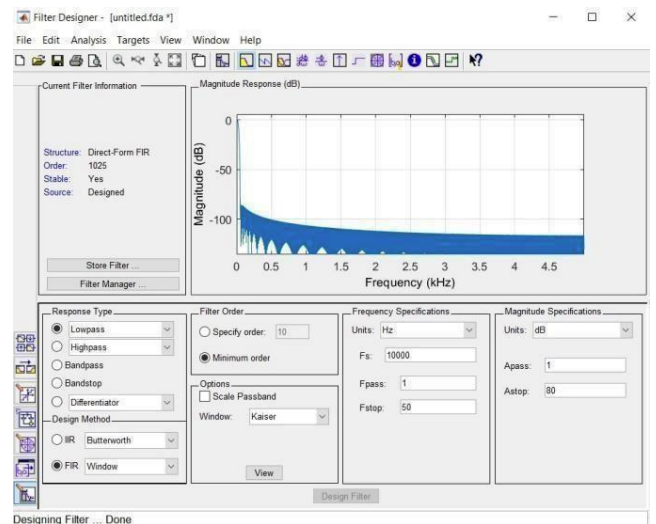 Filter Designer - [untitled.fda *]
File Edit Analysis Targets View Window Help
Current Filter Information
Structure: Direct-Form FIR
Order: 1025
Stable: Yes
Source: Designed
Store Filter ...
Filter Manager ...
Magnitude Response (dB)
Magnitude (dB)
0
-50
-100
0 0.5 1 1.5 2 2.5 3 3.5 4 4.5
Frequency (kHz)
Response Type
Lowpass
Highpass
Bandpass
Bandstop
Differentiator
Design Method
IIR Butterworth
FIR Window
Filter Order
Specify order: 10
Minimum order
Options
Scale Passband
Window: Kaiser
View
Frequency Specifications
Units: Hz
Fs: 10000
Fpass: 1
Fstop: 50
Magnitude Specifications
Units: dB
Apass: 1
Astop: 80
Design Filter
Designing Filter ... Done